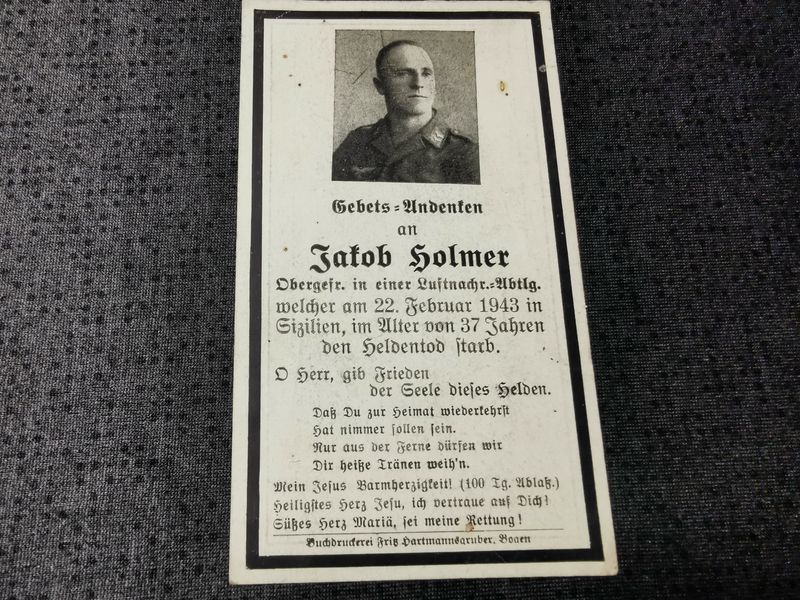 Gebets=Andenken
an
Jakob Holmer
Obergefr. in einer Luftnachr.=Abtlg.
welcher am 22. Februar 1943 in
Sizilien, im Alter von 37 Jahren
den Heldentod starb.
O Herr, gib Frieden
der Seele dieses Helden.
Daß Du zur Heimat wiederkehrst
Hat nimmer sollen sein.
Nur aus der Ferne dürfen wir
Dir heiße Tränen weih'n.
Mein Jesus Barmherzigkeit! (100 Tg. Ablaß.)
Heiligstes Herz Jesu, ich vertraue auf Dich!
Süßes Herz Mariä, sei meine Rettung!
Buchdruckerei Fritz Hartmannsgruber, Bogen